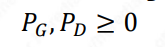 P_G, P_D ≥ 0